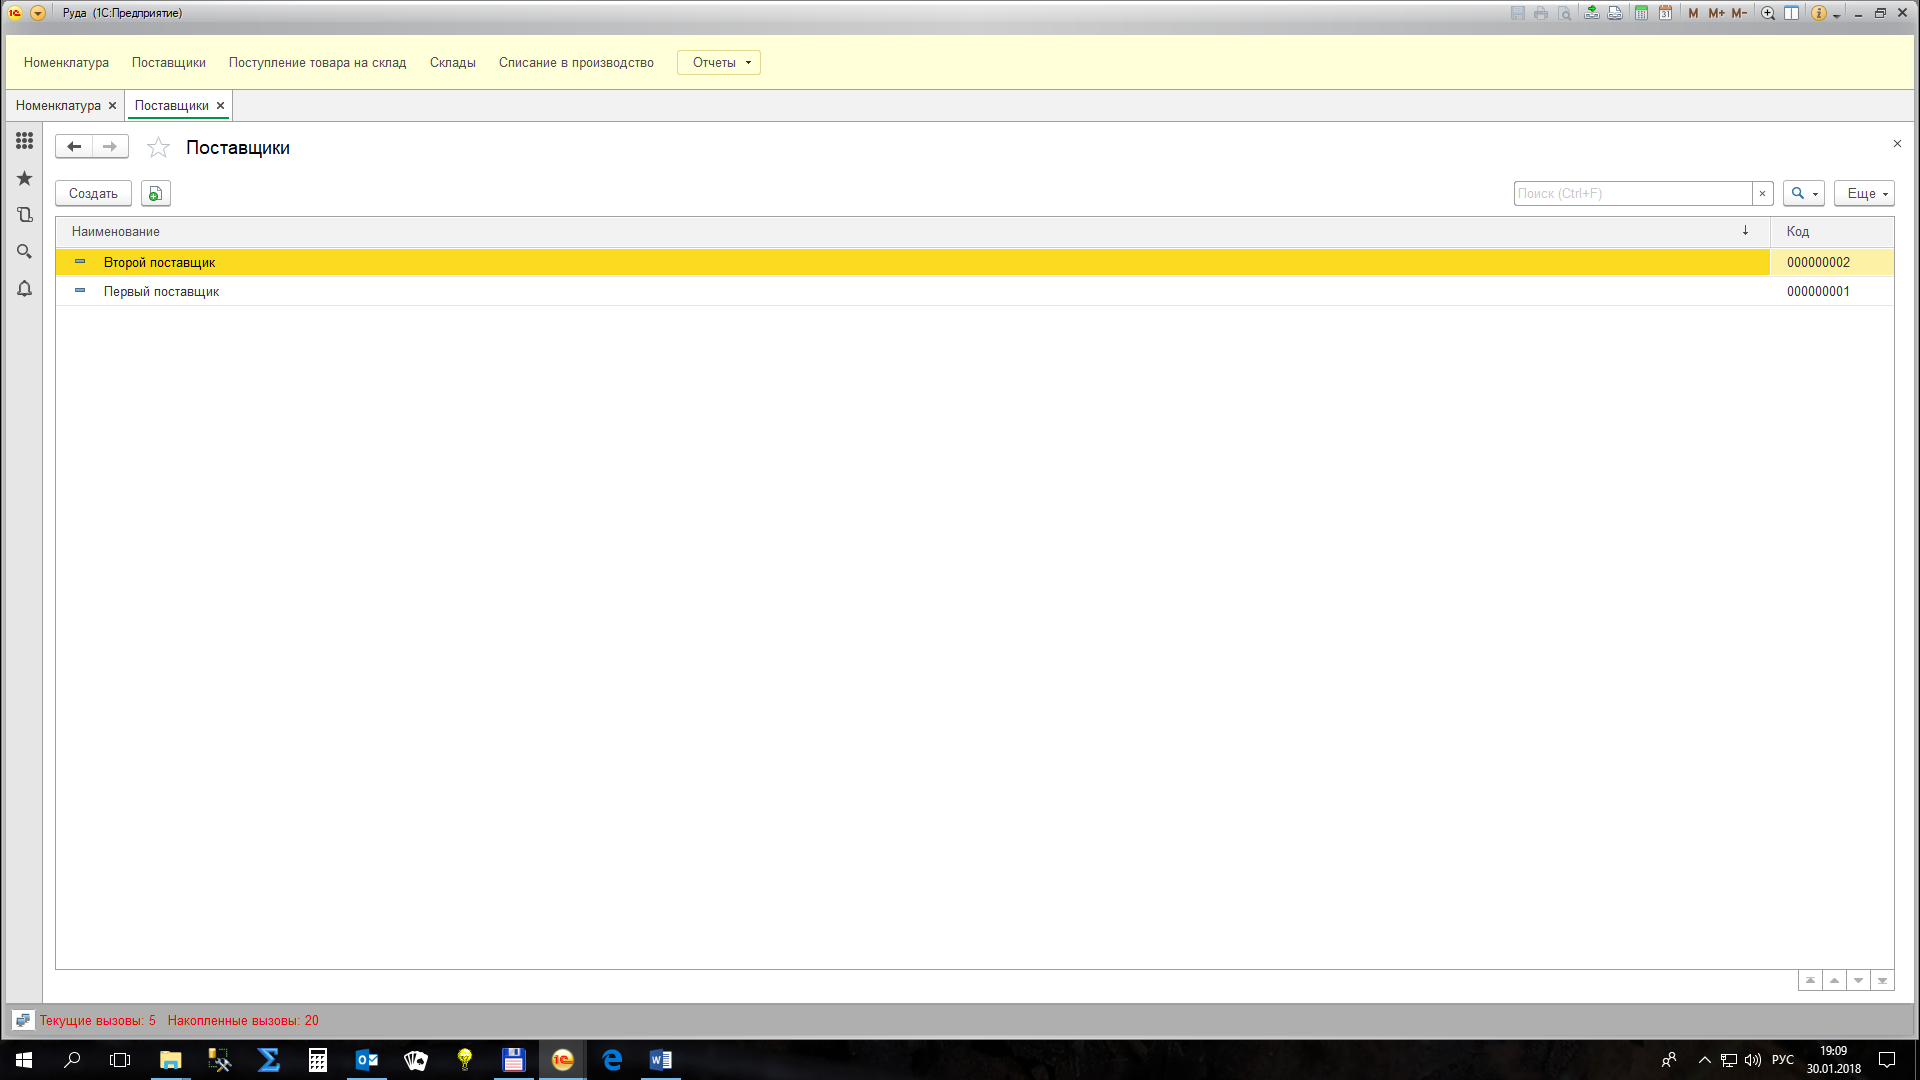 Руда (1С:Предприятие)
31 M M+ M-
Номенклатура Поставщики Поступление товара на склад Склады Списание в производство Отчеты
Номенклатура Поставщики
Поставщики
Создать Поиск (Ctrl+F) Еще
Наименование Код
Второй поставщик 000000002
Первый поставщик 000000001
Текущие вызовы: 5 Накопленные вызовы: 20
РУС 19:09
30.01.2018